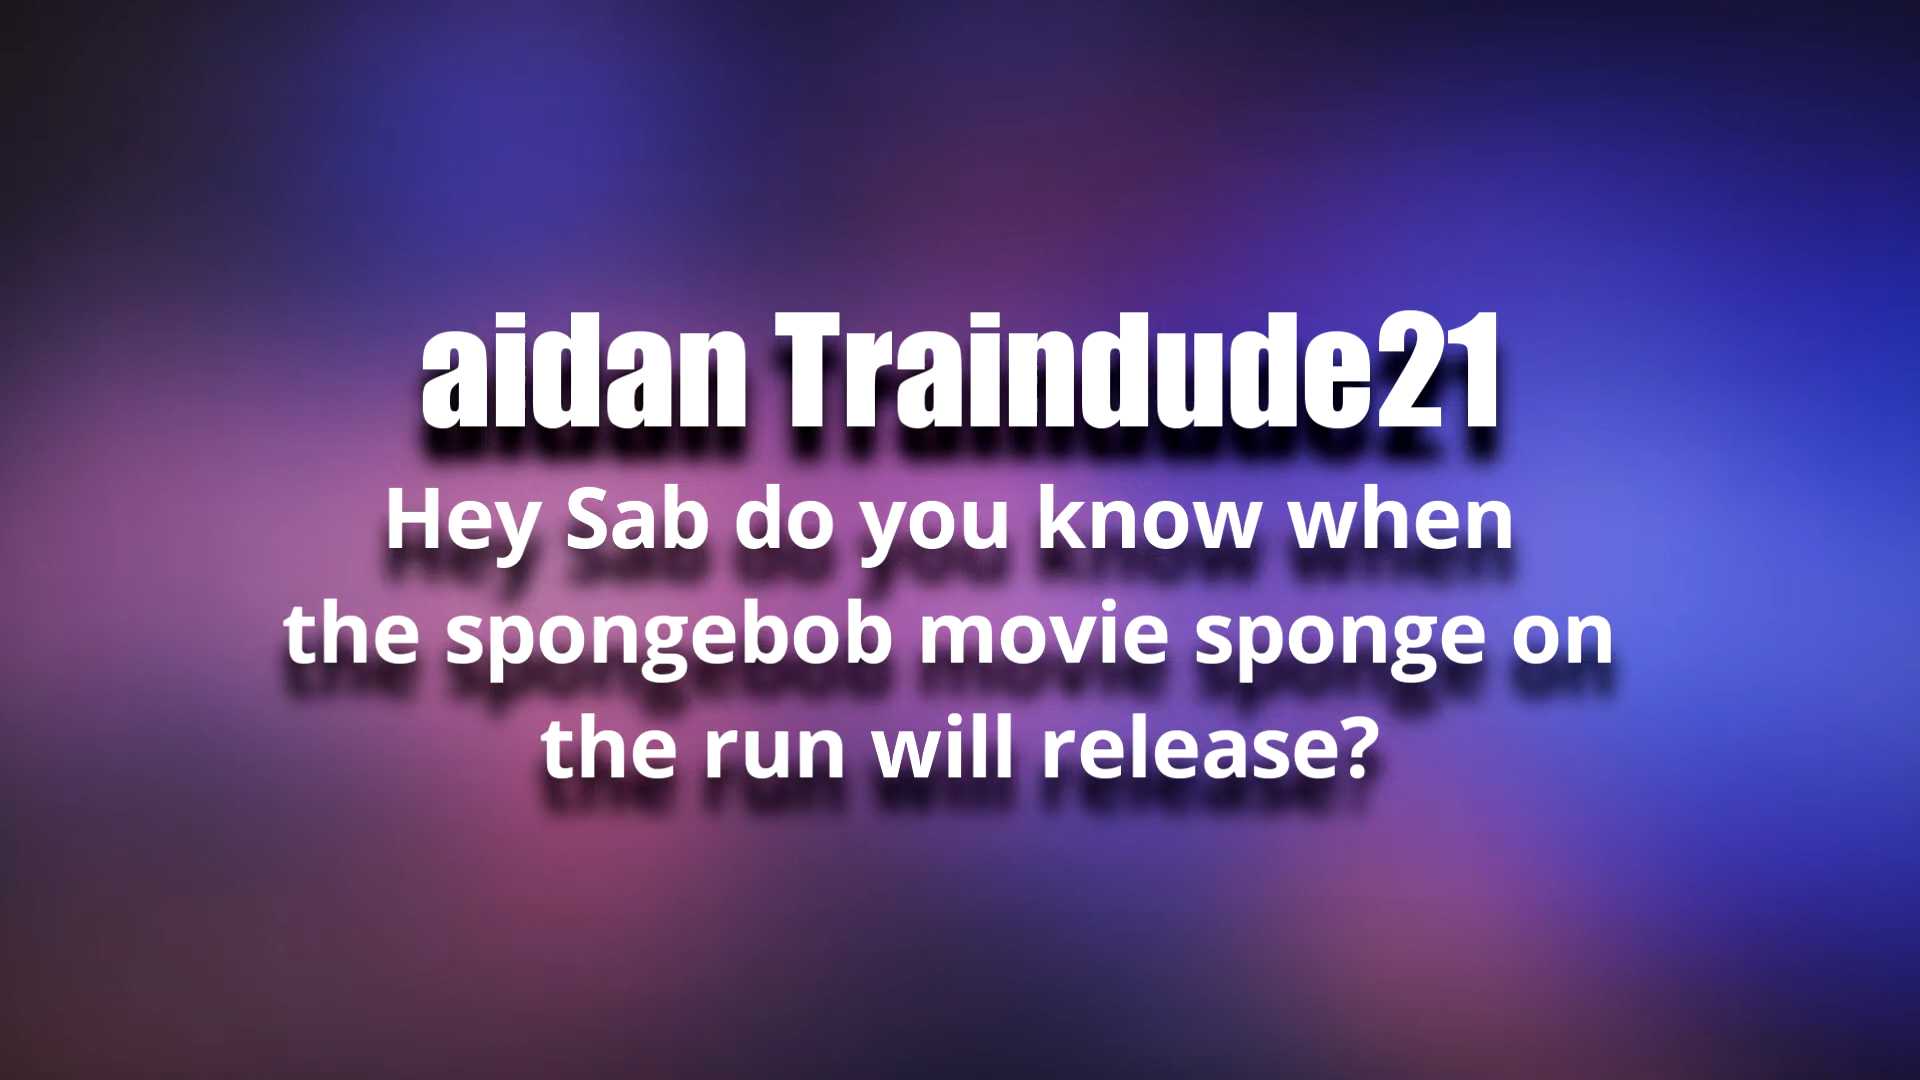 aidan Traindude21
Hey Sab do you know when
the spongebob movie sponge on
the run will release?